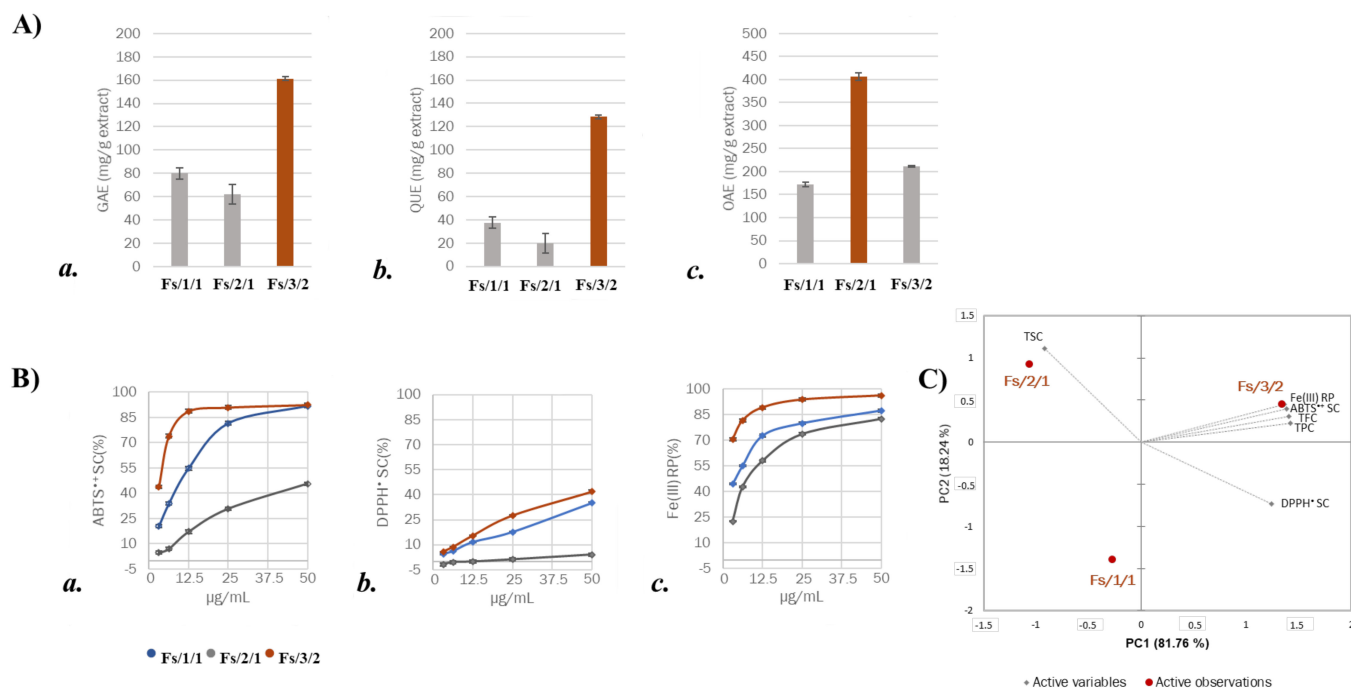 A)
200
180
160
140
120
100
80
60
40
20
0
GAE (mg/g extract)
Fs/1/1 Fs/2/1 Fs/3/2
a.
200
180
160
140
120
100
80
60
40
20
0
QUE (mg/g extract)
Fs/1/1 Fs/2/1 Fs/3/2
b.
500
450
400
350
300
250
200
150
100
50
0
OAE (mg/g extract)
Fs/1/1 Fs/2/1 Fs/3/2
c.
B)
100
85
70
55
40
25
10
-5
ABTS•+ SC(%)
0 12.5 25 37.5 50
µg/mL
a.
100
85
70
55
40
25
10
-5
DPPH• SC(%)
0 12.5 25 37.5 50
µg/mL
b.
100
85
70
55
40
25
10
-5
Fe(III) RP(%)
0 12.5 25 37.5 50
µg/mL
c.
Fs/1/1 Fs/2/1 Fs/3/2
C)
1.5
1
0.5
0
-0.5
-1
-1.5
-2
PC2 (18.24 %)
TSC
Fs/2/1
Fs/3/2
Fe(III) RP
ABTS•+ SC
TFC
TPC
DPPH• SC
Fs/1/1
-1.5 -1 -0.5 0 0.5 1 1.5 2
PC1 (81.76 %)
Active variables Active observations